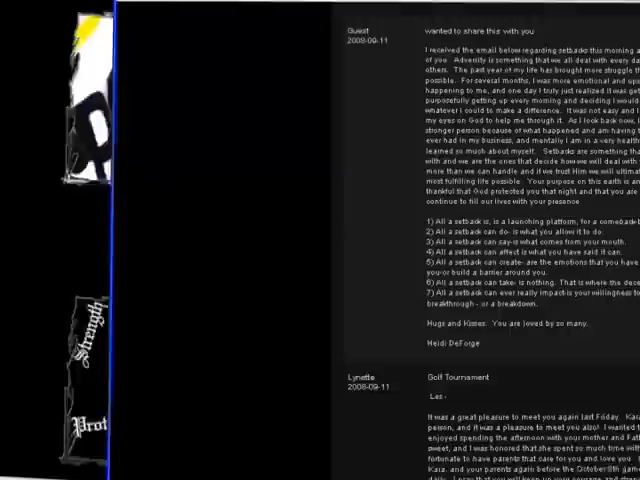 Guest
2008-09-11
wanted to share this with you
I received the email below regarding setbacks this morning a
of you. Adversity is something that we all deal with every da
others. The past year of my life has brought more struggle th
possible. For several months, I was more emotional and ups
happening to me, and one day I truly just realized it was get
purposefully getting up every morning and deciding I would
whatever I could to make a difference. It was not easy and I
my eyes on God to help me through it. As I look back now, I
stronger person because of what happened and am having t
ever had in my business, and mentally I am in a very health
learned so much about myself. Setbacks are something tha
with and we are the ones that decide how we will deal with
more than we can handle and if we trust Him we will ultimat
most fulfilling life possible. Your purpose on this earth is an
thankful that God protected you that night and that you are
continue to fill our lives with your presence
1) All a setback is, is a launching platform, for a comeback-b
2) All a setback can do- is what you allow it to do.
3) All a setback can say-is what comes from your mouth.
4) All a setback can affect is what you have said it can.
5) All a setback can create- are the emotions that you have
you-or build a barrier around you.
6) All a setback can take- is nothing. That is where the dece
7) All a setback can ever really impact-is your willingness to
breakthrough - or a breakdown.
Hugs and Kisses. You are loved by so many.
Heidi DeForge
Lynette
2008-09-11
Golf Tournament
Les -
It was a great pleasure to meet you again last Friday. Kara
person, and it was a pleasure to meet you also! I wanted t
enjoyed spending the afternoon with your mother and Fath
sweet, and I was honored that she spent so much time with
fortunate to have parents that care for you and love you.
Kara, and your parents again before the October 8th gam
Strength
Prot